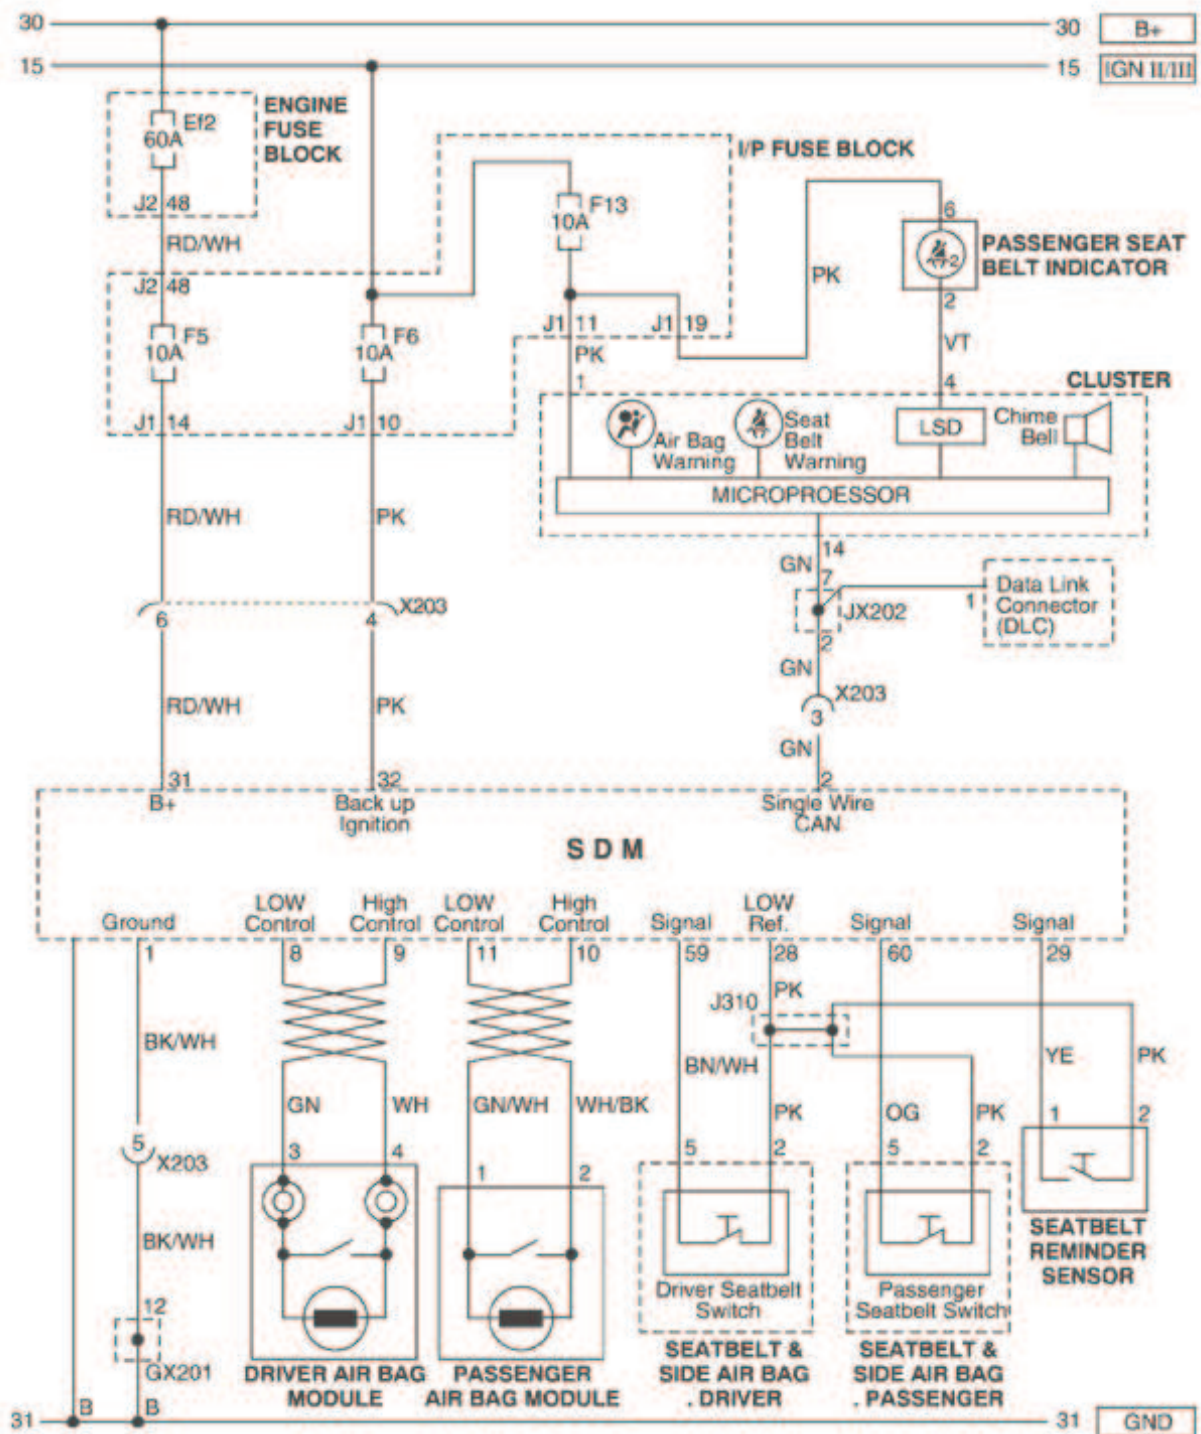 30
30
B+
15
15
IGN II/III
ENGINE
FUSE
BLOCK
Ef2
60A
J2 48
RD/WH
I/P FUSE BLOCK
F13
10A
6
PASSENGER SEAT
BELT INDICATOR
2
2
PK
VT
J2 48
F5
10A
F6
10A
J1 11
J1 19
PK
1
4
CLUSTER
J1 14
J1 10
Air Bag
Warning
Seat
Belt
Warning
LSD
Chime
Bell
MICROPROESSOR
RD/WH
PK
14
GN
7
JX202
2
1
Data Link
Connector
(DLC)
6
4
X203
GN
X203
3
GN
RD/WH
PK
31
32
2
B+
Back up
Ignition
Single Wire
CAN
SDM
Ground
LOW
Control
High
Control
LOW
Control
High
Control
Signal
LOW
Ref.
Signal
Signal
1
8
9
11
10
59
28
60
29
PK
J310
BK/WH
BN/WH
YE
PK
GN
WH
GN/WH
WH/BK
PK
OG
PK
1
2
5
X203
3
4
1
2
5
2
5
2
BK/WH
SEATBELT
REMINDER
SENSOR
Driver Seatbelt
Switch
Passenger
Seatbelt Switch
12
GX201
DRIVER AIR BAG
MODULE
PASSENGER
AIR BAG MODULE
SEATBELT &
SIDE AIR BAG
. DRIVER
SEATBELT &
SIDE AIR BAG
. PASSENGER
B
B
31
31
GND